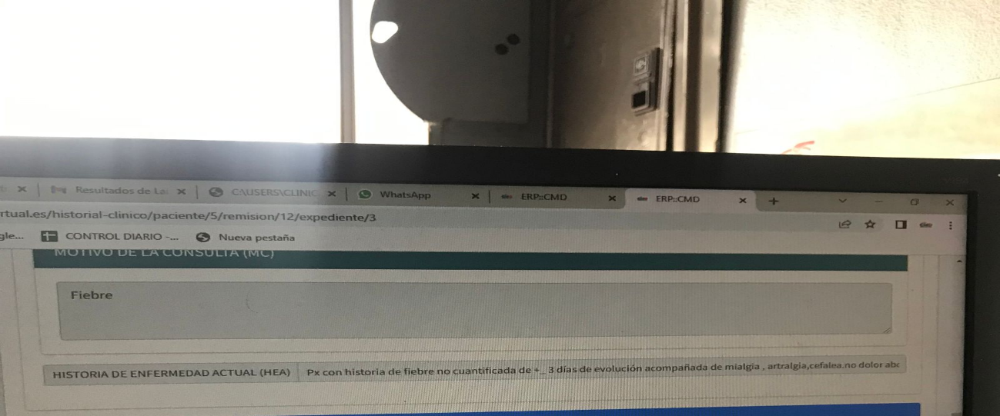 Resultados de La
C:\USERS\CLINIC
WhatsApp
ERP::CMD
ERP::CMD
rtual.es/historial-clinico/paciente/5/remision/12/expediente/3
gle...
CONTROL DIARIO -...
Nueva pestaña
MOTIVO DE LA CONSULTA (MC)
Fiebre
HISTORIA DE ENFERMEDAD ACTUAL (HEA)
Px con historia de fiebre no cuantificada de +_ 3 días de evolución acompañada de mialgia , artralgia,cefalea.no dolor abc